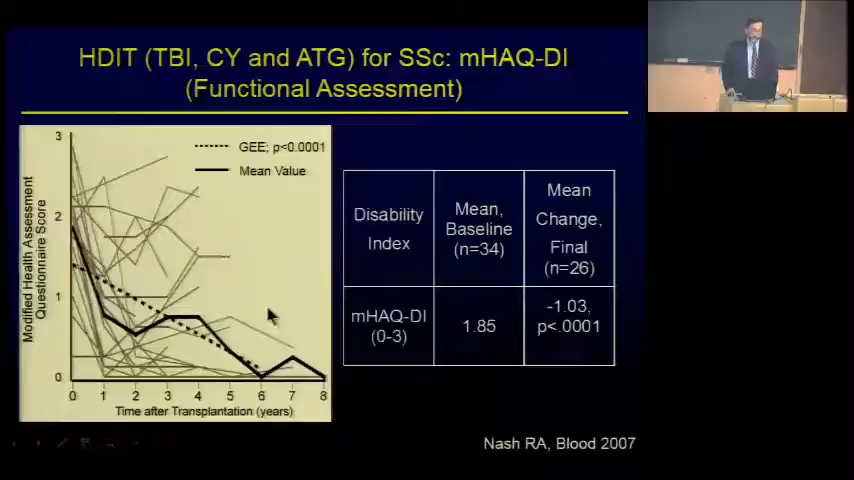 HDIT (TBI, CY and ATG) for SSc: mHAQ-DI
(Functional Assessment)
3
2
1
0
Modified Health Assessment
Questionnaire Score
GEE; p<0.0001
Mean Value
0 1 2 3 4 5 6 7 8
Time after Transplantation (years)
Disability
Index
Mean,
Baseline
(n=34)
Mean
Change,
Final
(n=26)
mHAQ-DI
(0-3)
1.85
-1.03,
p<.0001
Nash RA, Blood 2007